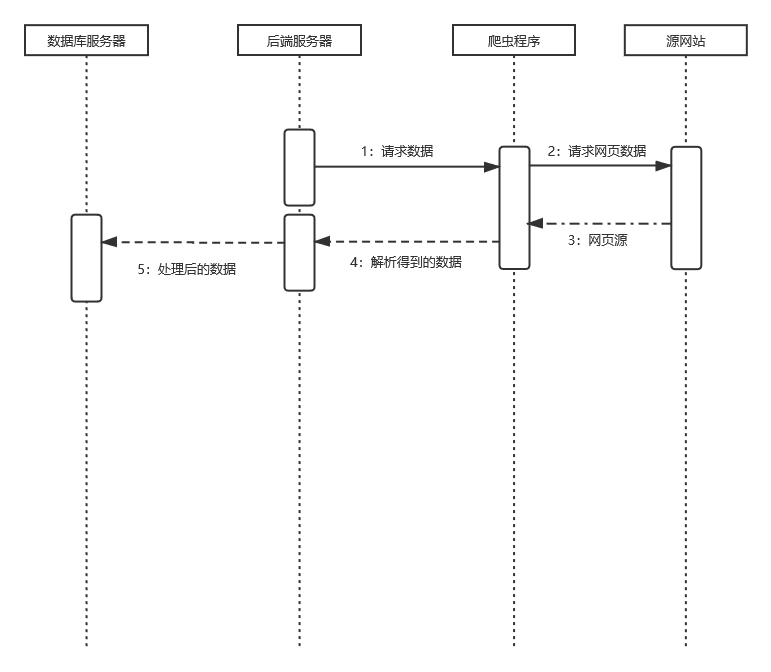 数据库服务器
后端服务器
爬虫程序
源网站
1：请求数据
2：请求网页数据
3：网页源
4：解析得到的数据
5：处理后的数据